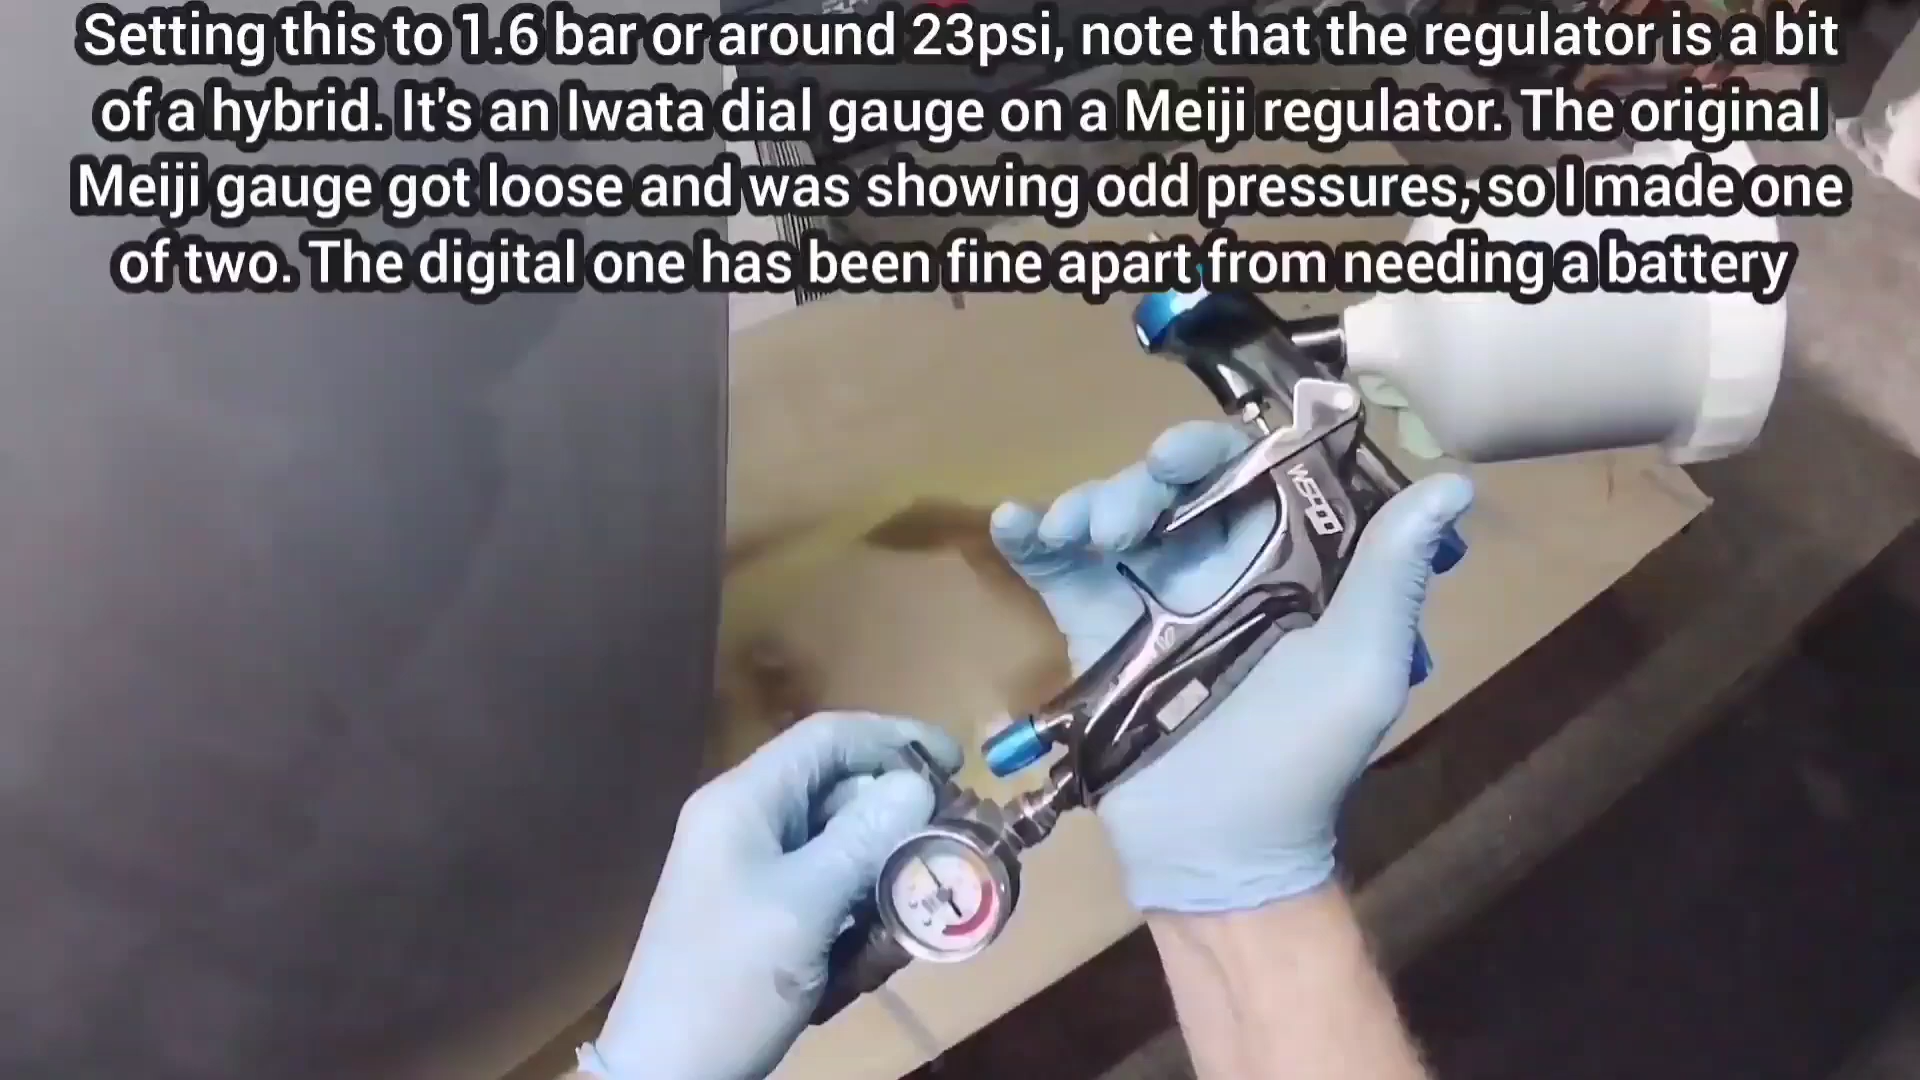 Setting this to 1.6 bar or around 23psi, note that the regulator is a bit
of a hybrid. It's an Iwata dial gauge on a Meiji regulator. The original
Meiji gauge got loose and was showing odd pressures, so I made one
of two. The digital one has been fine apart from needing a battery
WS400